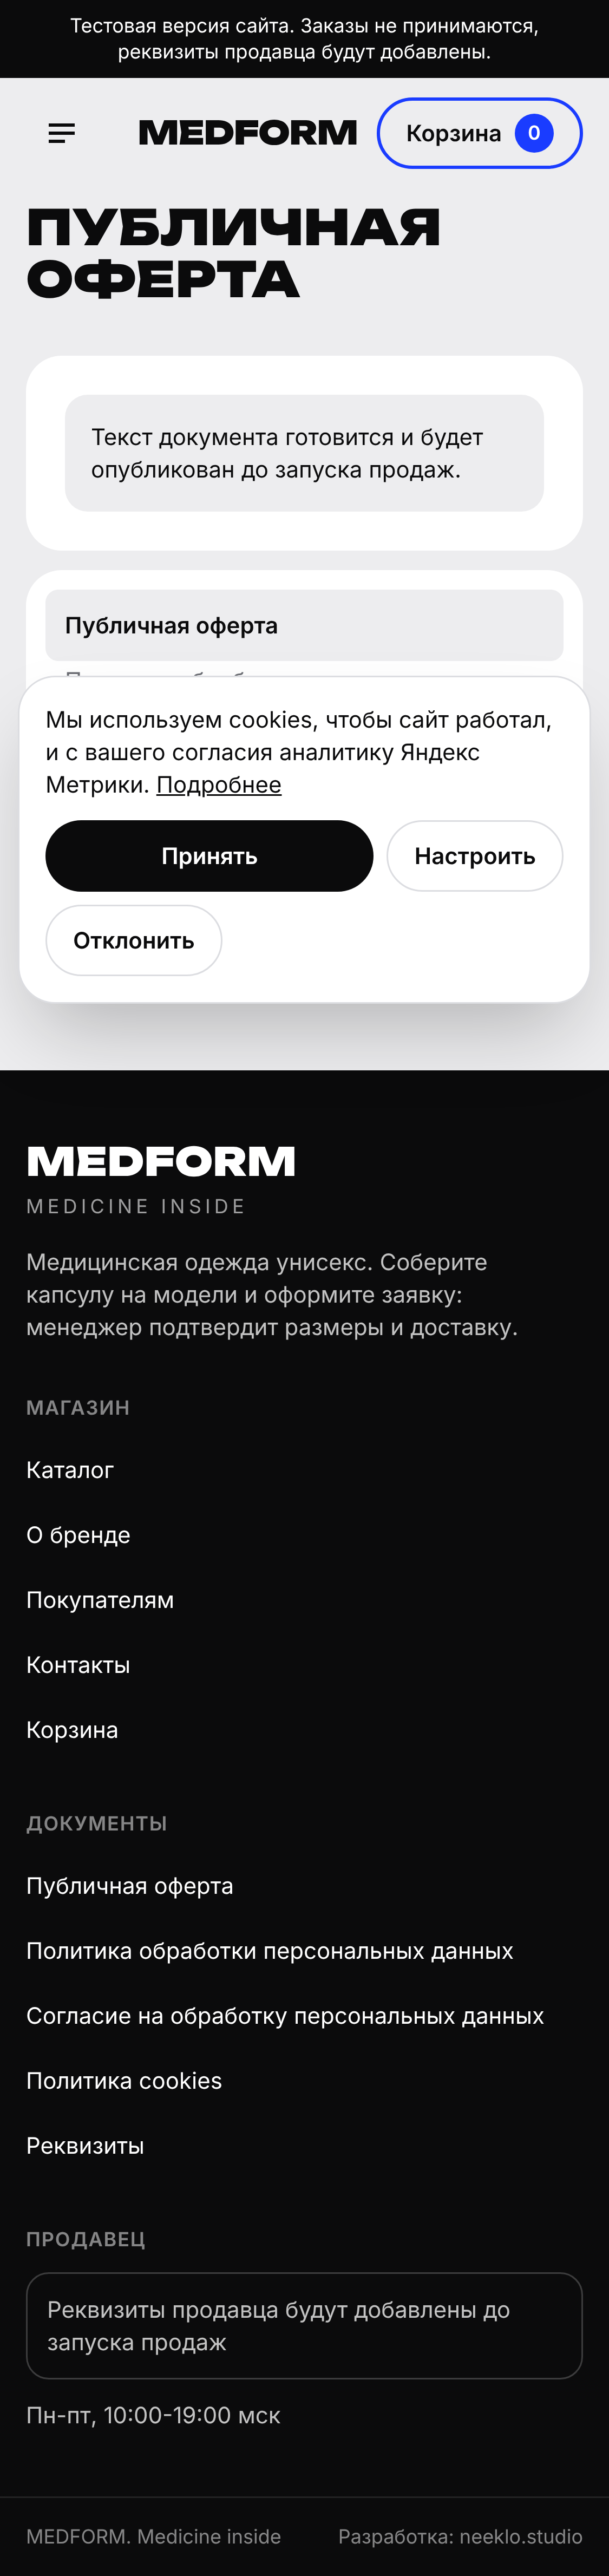 Тестовая версия сайта. Заказы не принимаются,
реквизиты продавца будут добавлены.
MEDFORM
Корзина 0
ПУБЛИЧНАЯ
ОФЕРТА
Текст документа готовится и будет
опубликован до запуска продаж.
Публичная оферта
Мы используем cookies, чтобы сайт работал,
и с вашего согласия аналитику Яндекс
Метрики. Подробнее
Принять
Настроить
Отклонить
MEDFORM
MEDICINE INSIDE
Медицинская одежда унисекс. Соберите
капсулу на модели и оформите заявку:
менеджер подтвердит размеры и доставку.
МАГАЗИН
Каталог
О бренде
Покупателям
Контакты
Корзина
ДОКУМЕНТЫ
Публичная оферта
Политика обработки персональных данных
Согласие на обработку персональных данных
Политика cookies
Реквизиты
ПРОДАВЕЦ
Реквизиты продавца будут добавлены до
запуска продаж
Пн-пт, 10:00-19:00 мск
MEDFORM. Medicine inside
Разработка: neeklo.studio